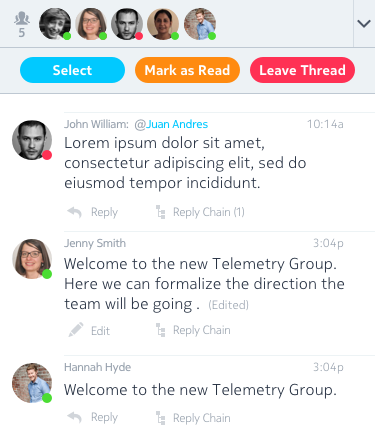 5
Select Mark as Read Leave Thread
John William: @Juan Andres 10:14a
Lorem ipsum dolor sit amet,
consectetur adipiscing elit, sed do
eiusmod tempor incididunt.
Reply Reply Chain (1)
Jenny Smith 3:04p
Welcome to the new Telemetry Group.
Here we can formalize the direction the
team will be going . (Edited)
Edit Reply Chain
Hannah Hyde 3:04p
Welcome to the new Telemetry Group.
Reply Reply Chain